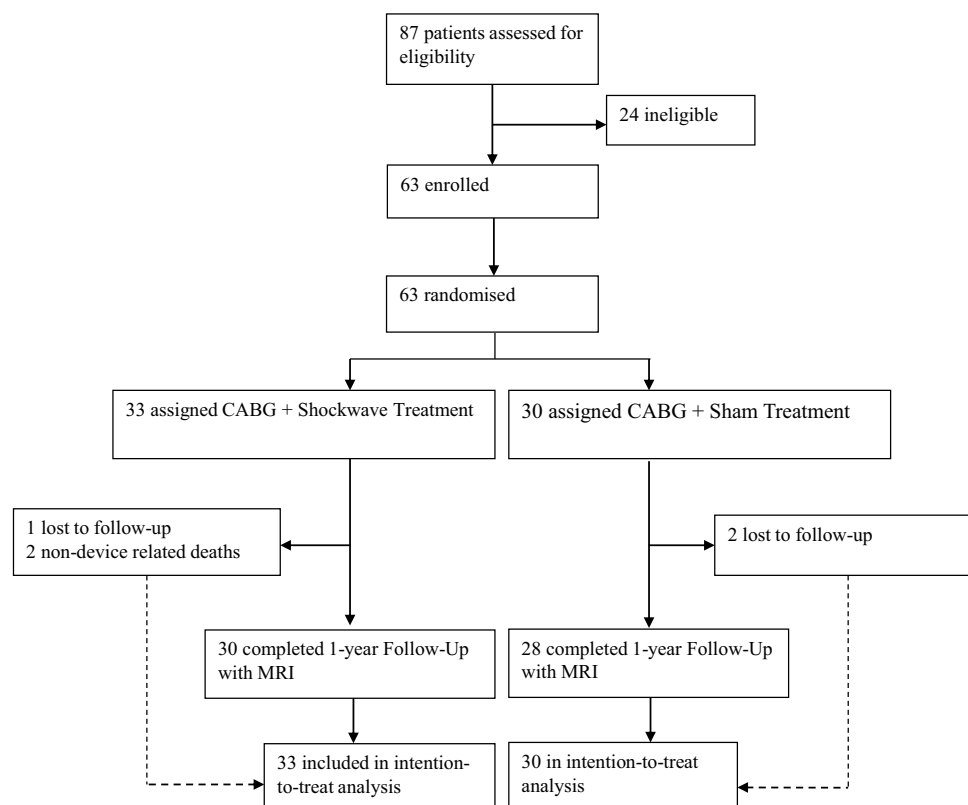 87 patients assessed for
eligibility
24 ineligible
63 enrolled
63 randomised
33 assigned CABG + Shockwave Treatment
30 assigned CABG + Sham Treatment
1 lost to follow-up
2 non-device related deaths
2 lost to follow-up
30 completed 1-year Follow-Up
with MRI
28 completed 1-year Follow-Up
with MRI
33 included in intention-
to-treat analysis
30 in intention-to-treat
analysis